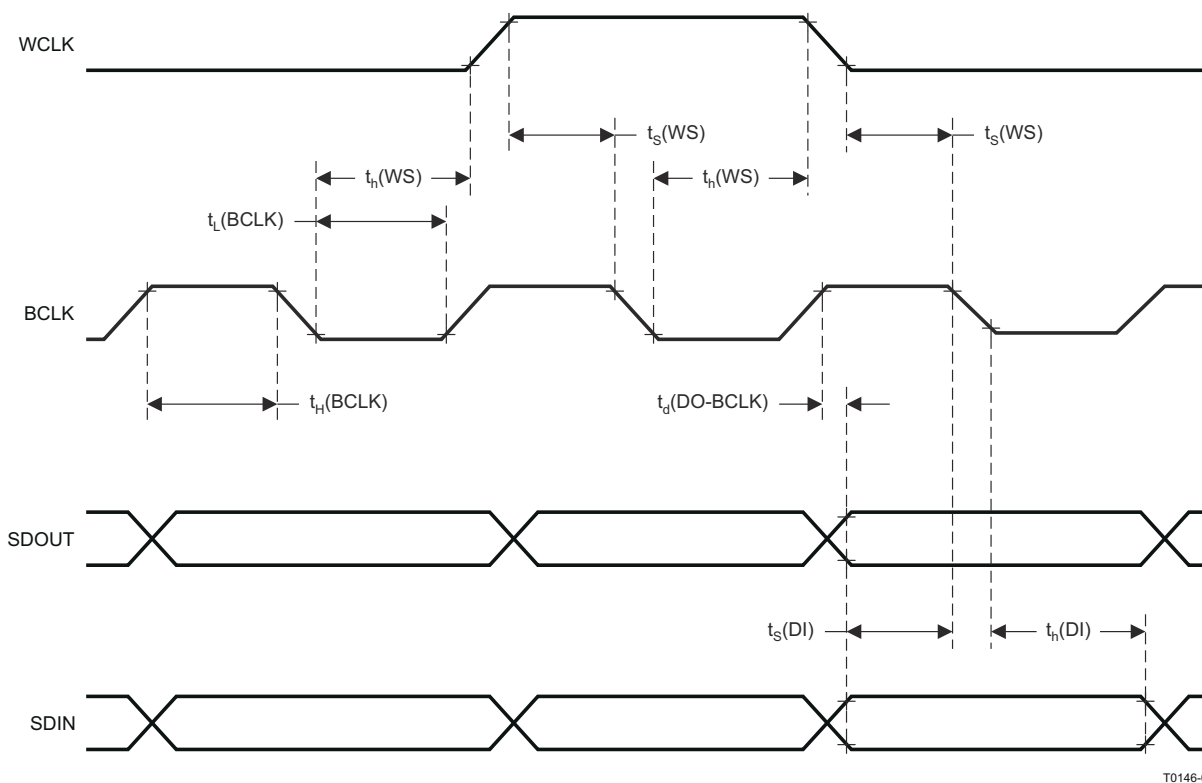 WCLK
tS(WS)
tS(WS)
th(WS)
th(WS)
tL(BCLK)
BCLK
tH(BCLK)
td(DO-BCLK)
SDOUT
tS(DI)
th(DI)
SDIN